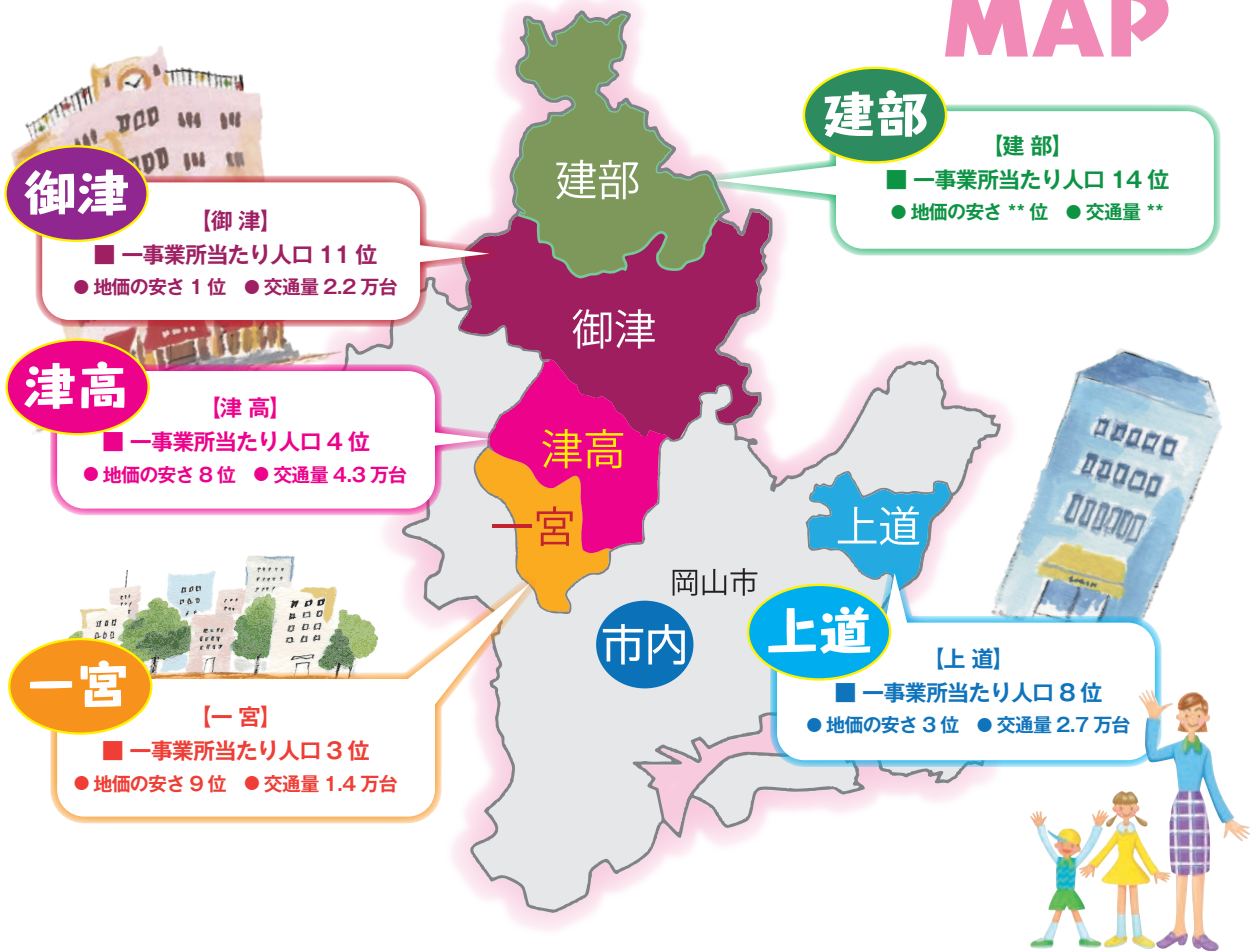 MAP
建部
【建 部】
■ 一事業所当たり人口 14 位
● 地価の安さ ** 位 ● 交通量 **
御津
【御 津】
■ 一事業所当たり人口 11 位
● 地価の安さ 1 位 ● 交通量 2.2 万台
津高
【津 高】
■ 一事業所当たり人口 4 位
● 地価の安さ 8 位 ● 交通量 4.3 万台
一宮
【一 宮】
■ 一事業所当たり人口 3 位
● 地価の安さ 9 位 ● 交通量 1.4 万台
建部
御津
津高
一宮
上道
岡山市
市内
上道
【上 道】
■ 一事業所当たり人口 8 位
● 地価の安さ 3 位 ● 交通量 2.7 万台